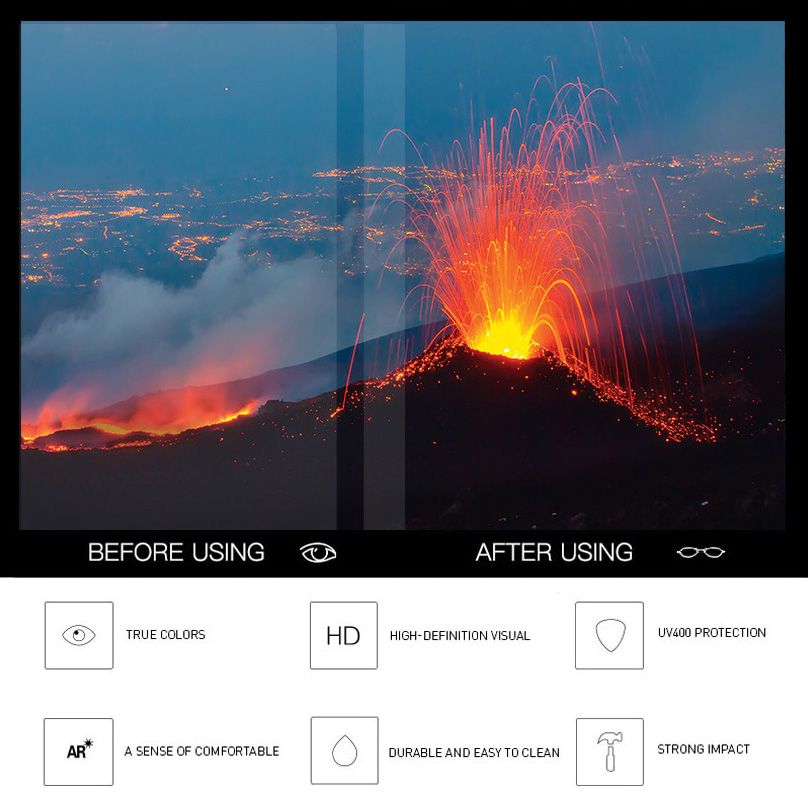 BEFORE USING
AFTER USING
TRUE COLORS
HD
HIGH-DEFINITION VISUAL
UV400 PROTECTION
AR
A SENSE OF COMFORTABLE
DURABLE AND EASY TO CLEAN
STRONG IMPACT